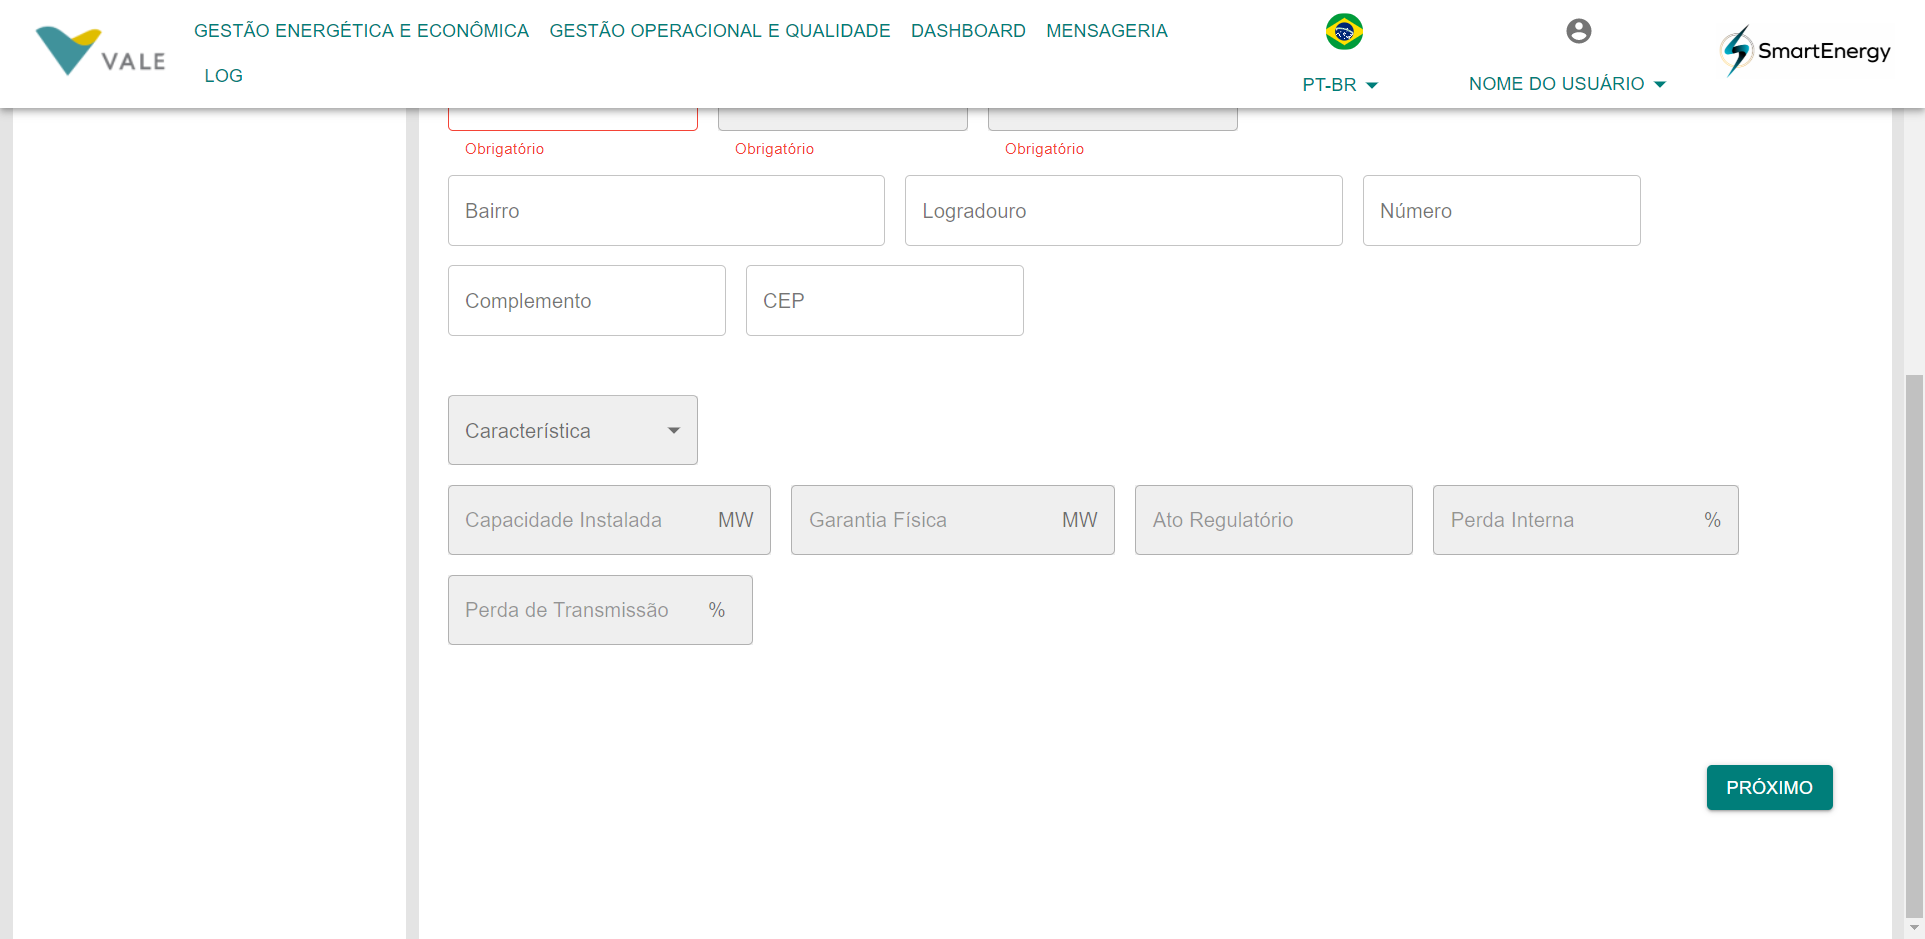 VALE
GESTÃO ENERGÉTICA E ECONÔMICA GESTÃO OPERACIONAL E QUALIDADE DASHBOARD MENSAGERIA
LOG
PT-BR
NOME DO USUÁRIO
SmartEnergy
Obrigatório Obrigatório Obrigatório
Bairro Logradouro Número
Complemento CEP
Característica
Capacidade Instalada MW Garantia Física MW Ato Regulatório Perda Interna %
Perda de Transmissão %
PRÓXIMO